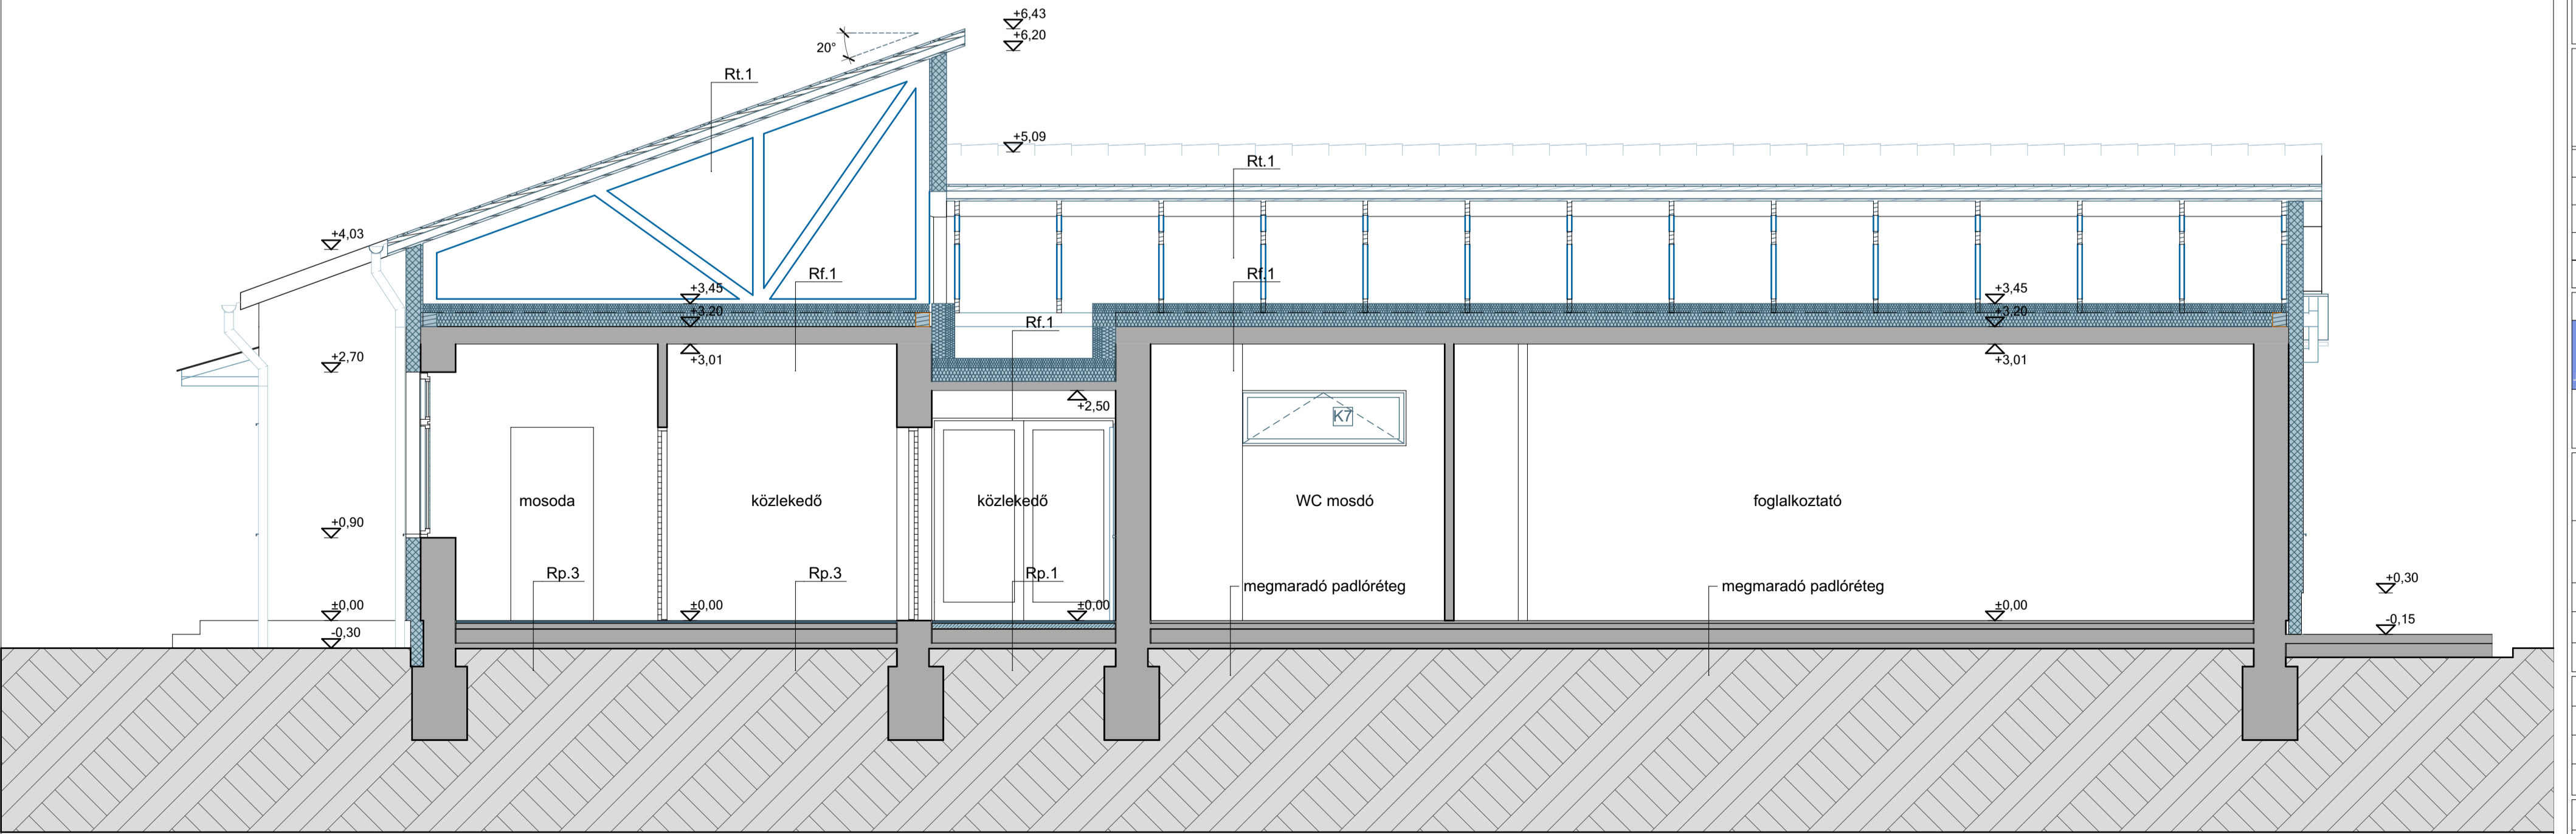 +6,43
+6,20
20°
Rt.1
+5,09
Rt.1
+4,03
Rf.1
Rf.1
+3,45
+3,45
+3,20
+3,20
Rf.1
+2,70
+3,01
+3,01
+2,50
K7
mosoda
közlekedő
közlekedő
WC mosdó
foglalkoztató
+0,90
Rp.3
Rp.3
Rp.1
megmaradó padlóréteg
megmaradó padlóréteg
+0,30
±0,00
±0,00
±0,00
±0,00
-0,30
-0,15